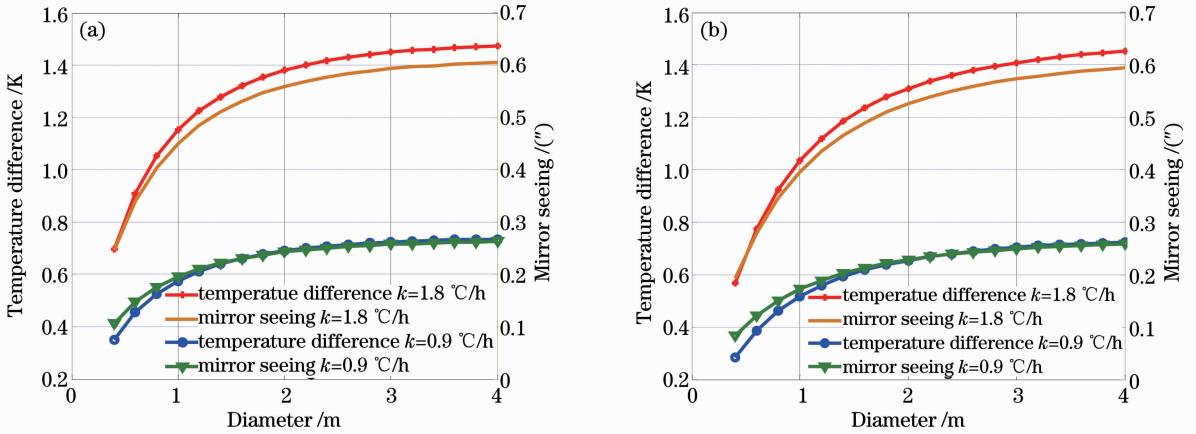 (a)
Temperature difference /K
1.6
1.4
1.2
1.0
0.8
0.6
0.4
0.2
0.7
0.6
0.5
0.4
0.3
0.2
0.1
0
Mirror seeing /(″)
temperatue difference k=1.8 ℃/h
mirror seeing k=1.8 ℃/h
temperature difference k=0.9 ℃/h
mirror seeing k=0.9 ℃/h
0 1 2 3 4
Diameter /m
(b)
Temperature difference /K
1.6
1.4
1.2
1.0
0.8
0.6
0.4
0.2
0.7
0.6
0.5
0.4
0.3
0.2
0.1
0
Mirror seeing /(″)
temperature difference k=1.8 ℃/h
mirror seeing k=1.8 ℃/h
temperature difference k=0.9 ℃/h
mirror seeing k=0.9 ℃/h
0 1 2 3 4
Diameter /m